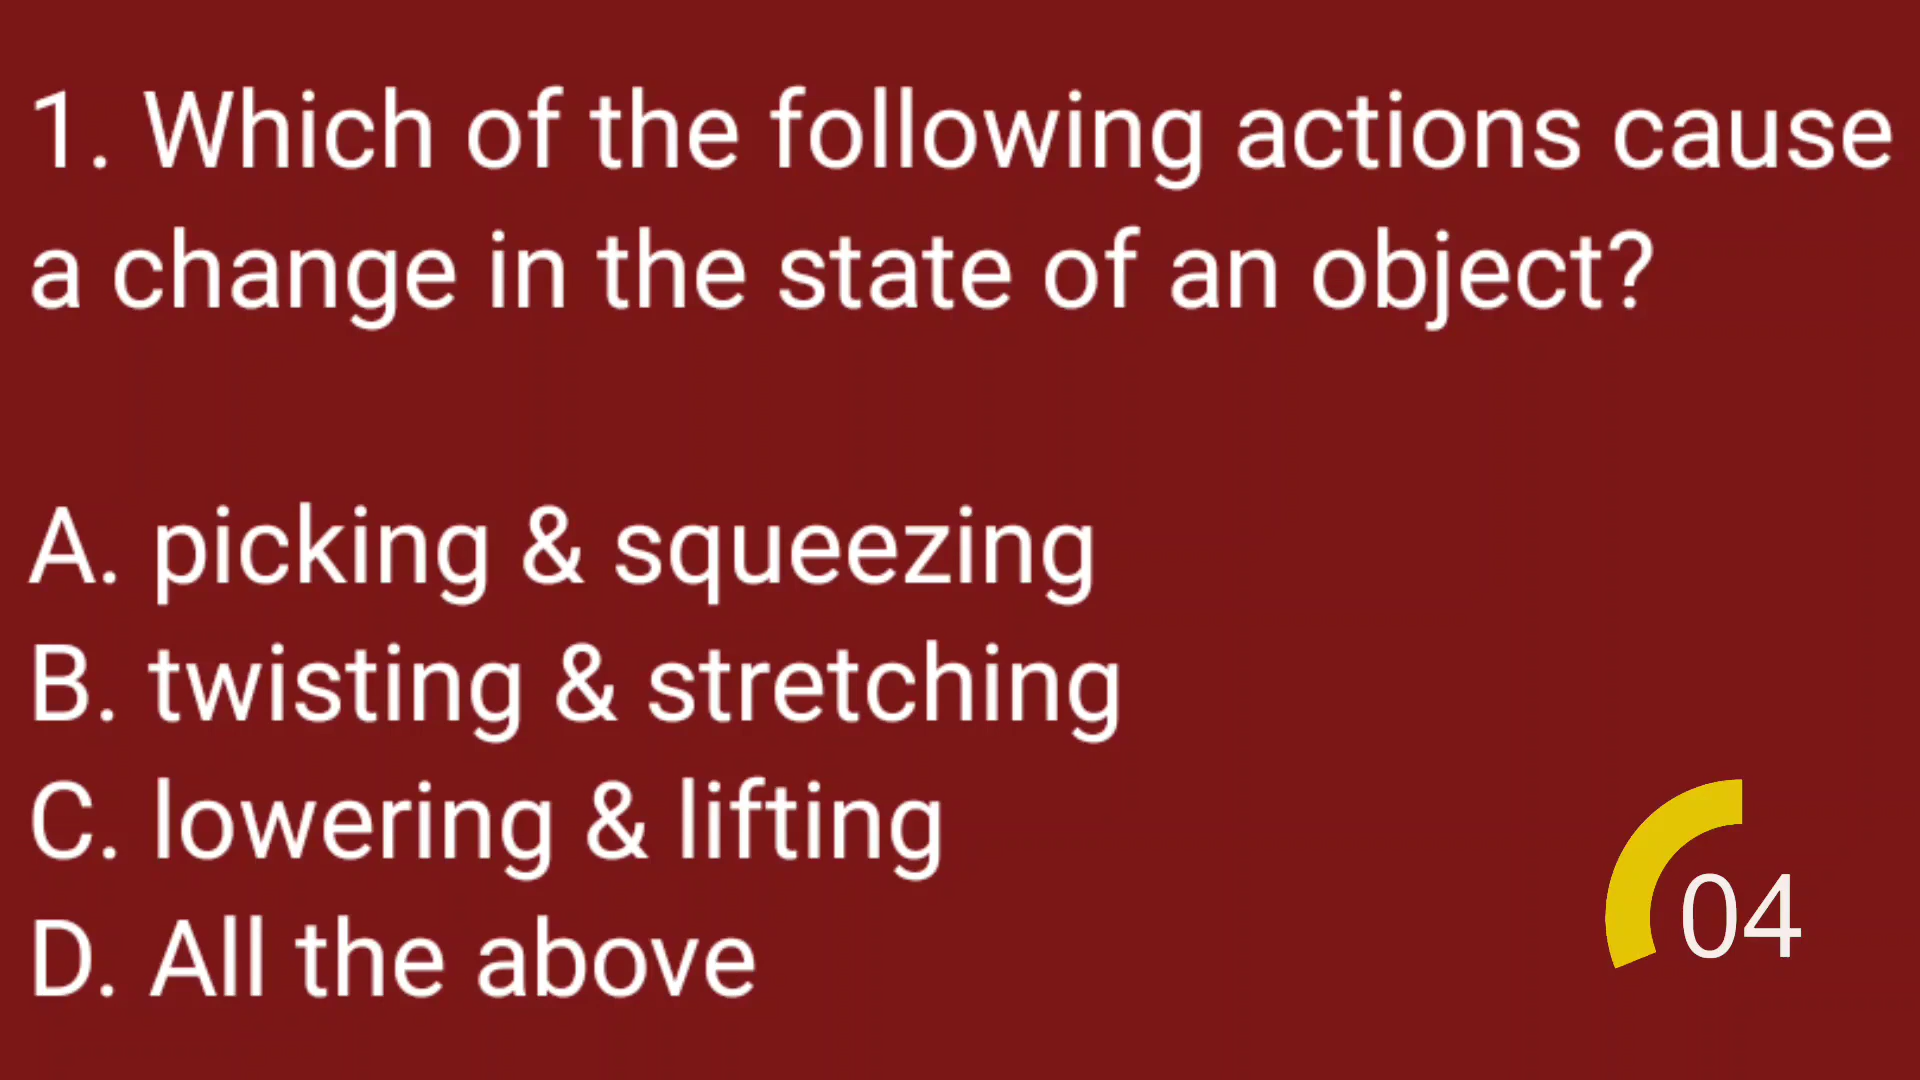 1. Which of the following actions cause
a change in the state of an object?
A. picking & squeezing
B. twisting & stretching
C. lowering & lifting
D. All the above
04